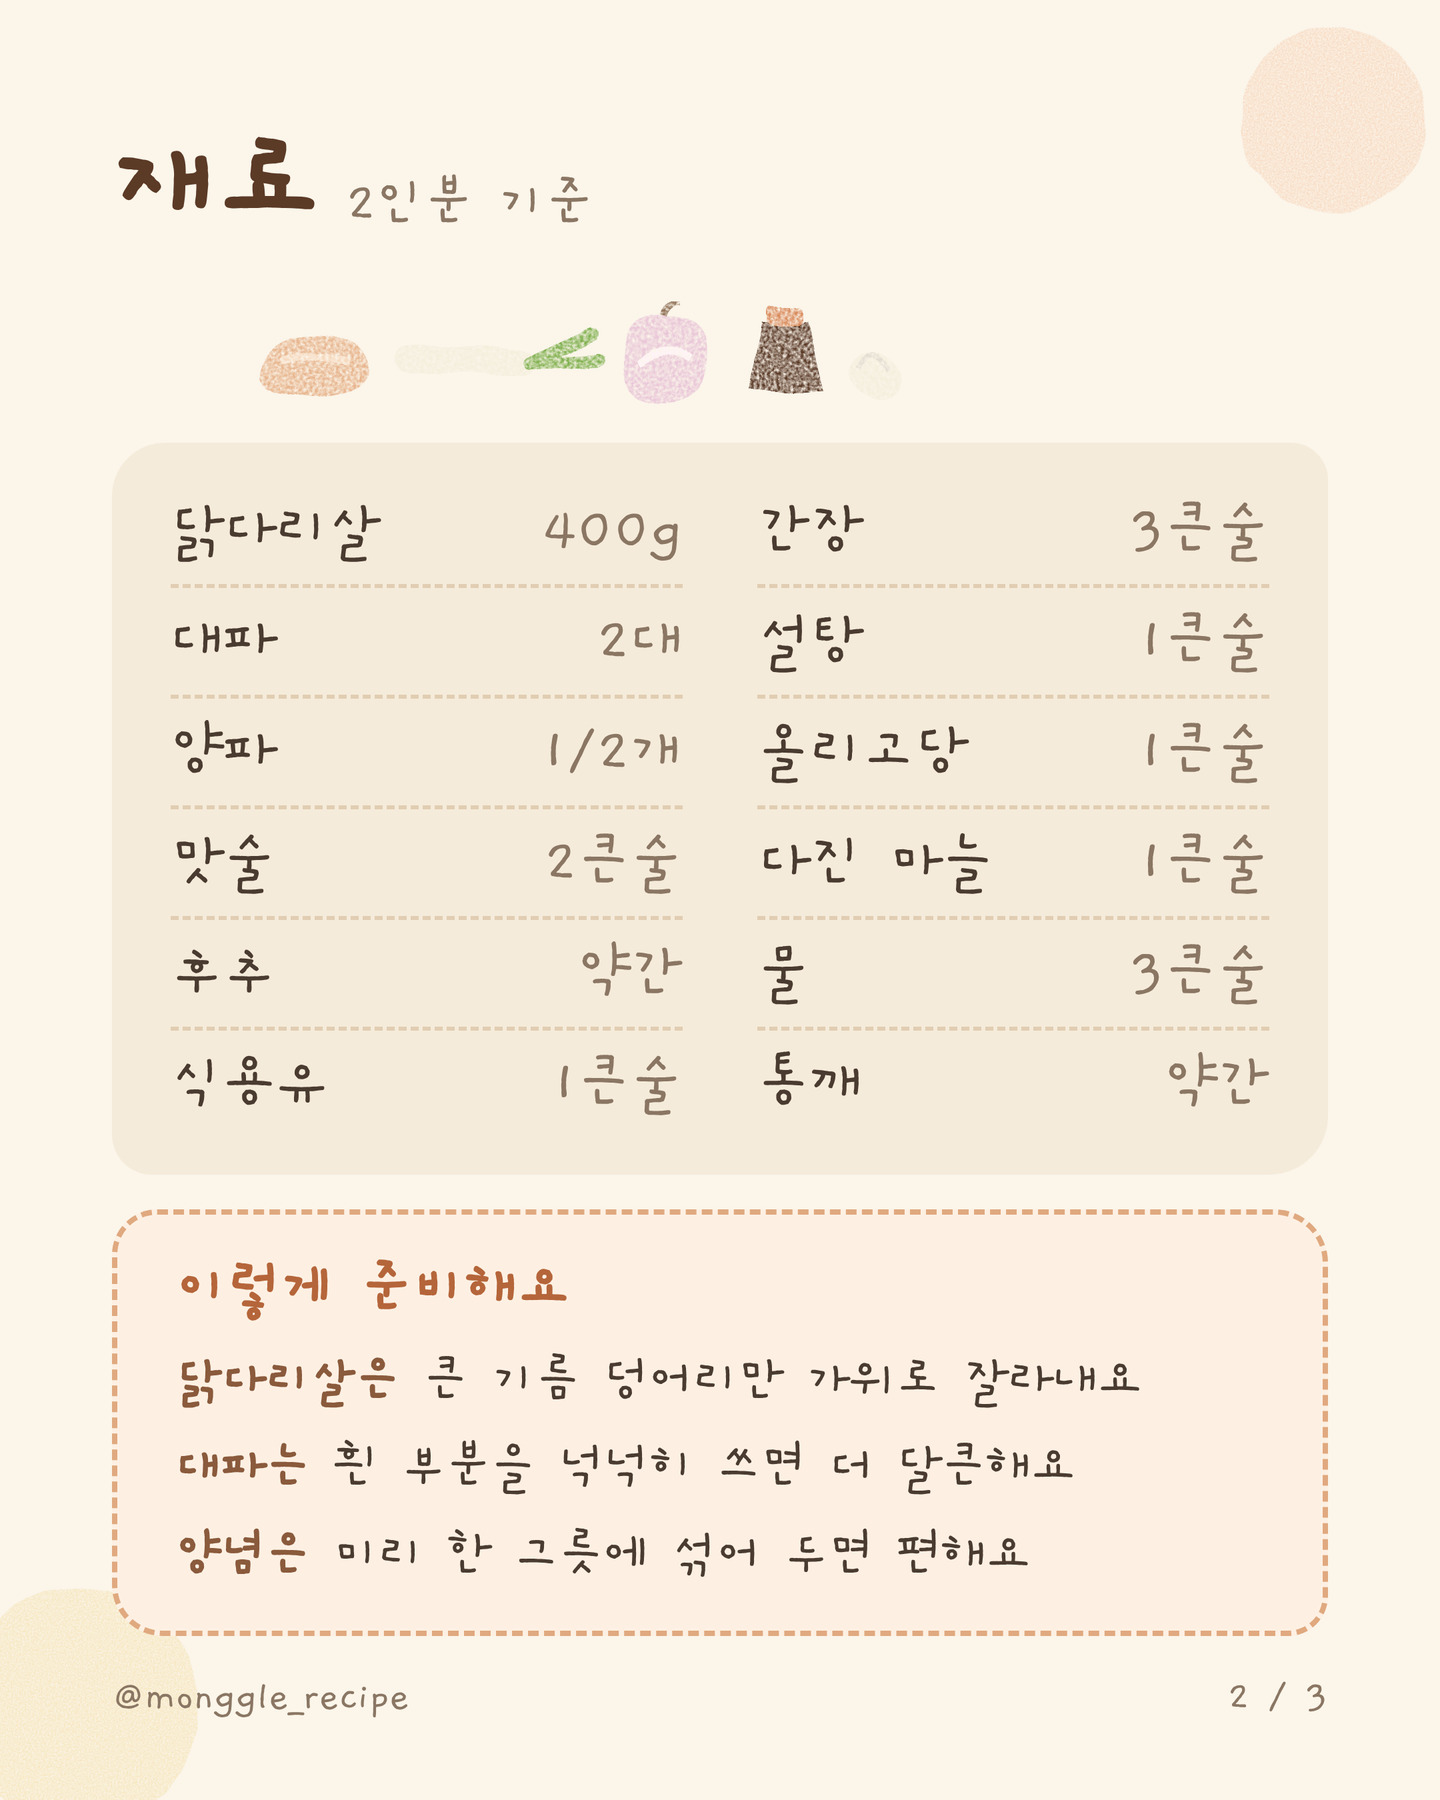 재료 2인분 기준
닭다리살 400g
대파 2대
양파 1/2개
맛술 2큰술
후추 약간
식용유 1큰술
간장 3큰술
설탕 1큰술
올리고당 1큰술
다진 마늘 1큰술
물 3큰술
통깨 약간
이렇게 준비해요
닭다리살은 큰 기름 덩어리만 가위로 잘라내요
대파는 흰 부분을 넉넉히 쓰면 더 달큰해요
양념은 미리 한 그릇에 섞어 두면 편해요
@monggle_recipe
2 / 3